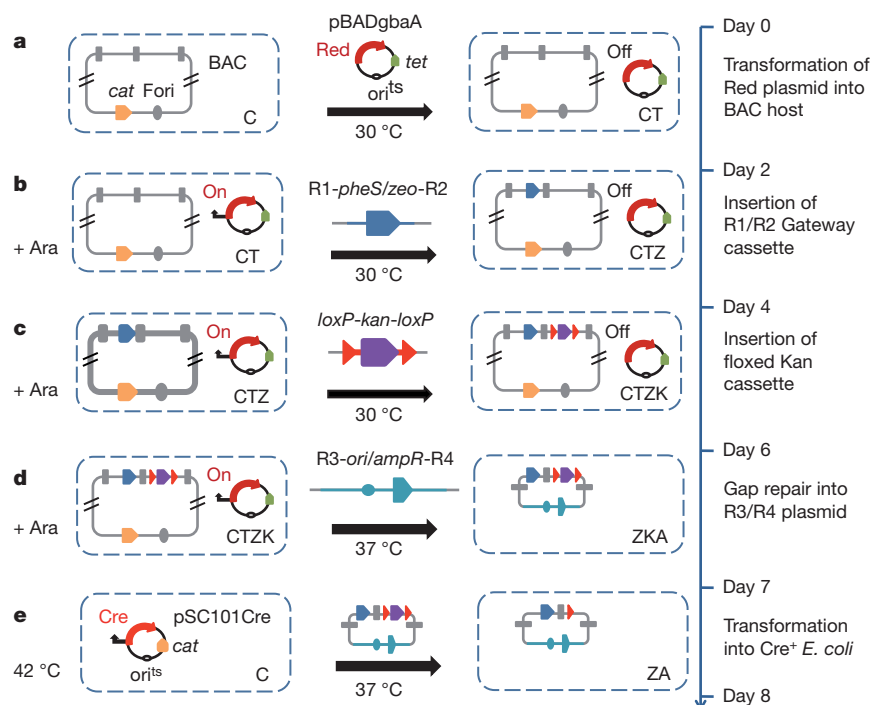 a
BAC
cat Fori
C
pBADgbaA
Red
tet
ori^ts
30 °C
Off
CT
Day 0
Transformation of
Red plasmid into
BAC host
b
+ Ara
On
CT
R1-pheS/zeo-R2
30 °C
Off
CTZ
Day 2
Insertion of
R1/R2 Gateway
cassette
c
+ Ara
On
CTZ
loxP-kan-loxP
30 °C
Off
CTZK
Day 4
Insertion of
floxed Kan
cassette
d
+ Ara
On
CTZK
R3-ori/ampR-R4
37 °C
ZKA
Day 6
Gap repair into
R3/R4 plasmid
e
42 °C
Cre
pSC101Cre
cat
ori^ts
C
37 °C
ZA
Day 7
Transformation
into Cre⁺ E. coli
Day 8